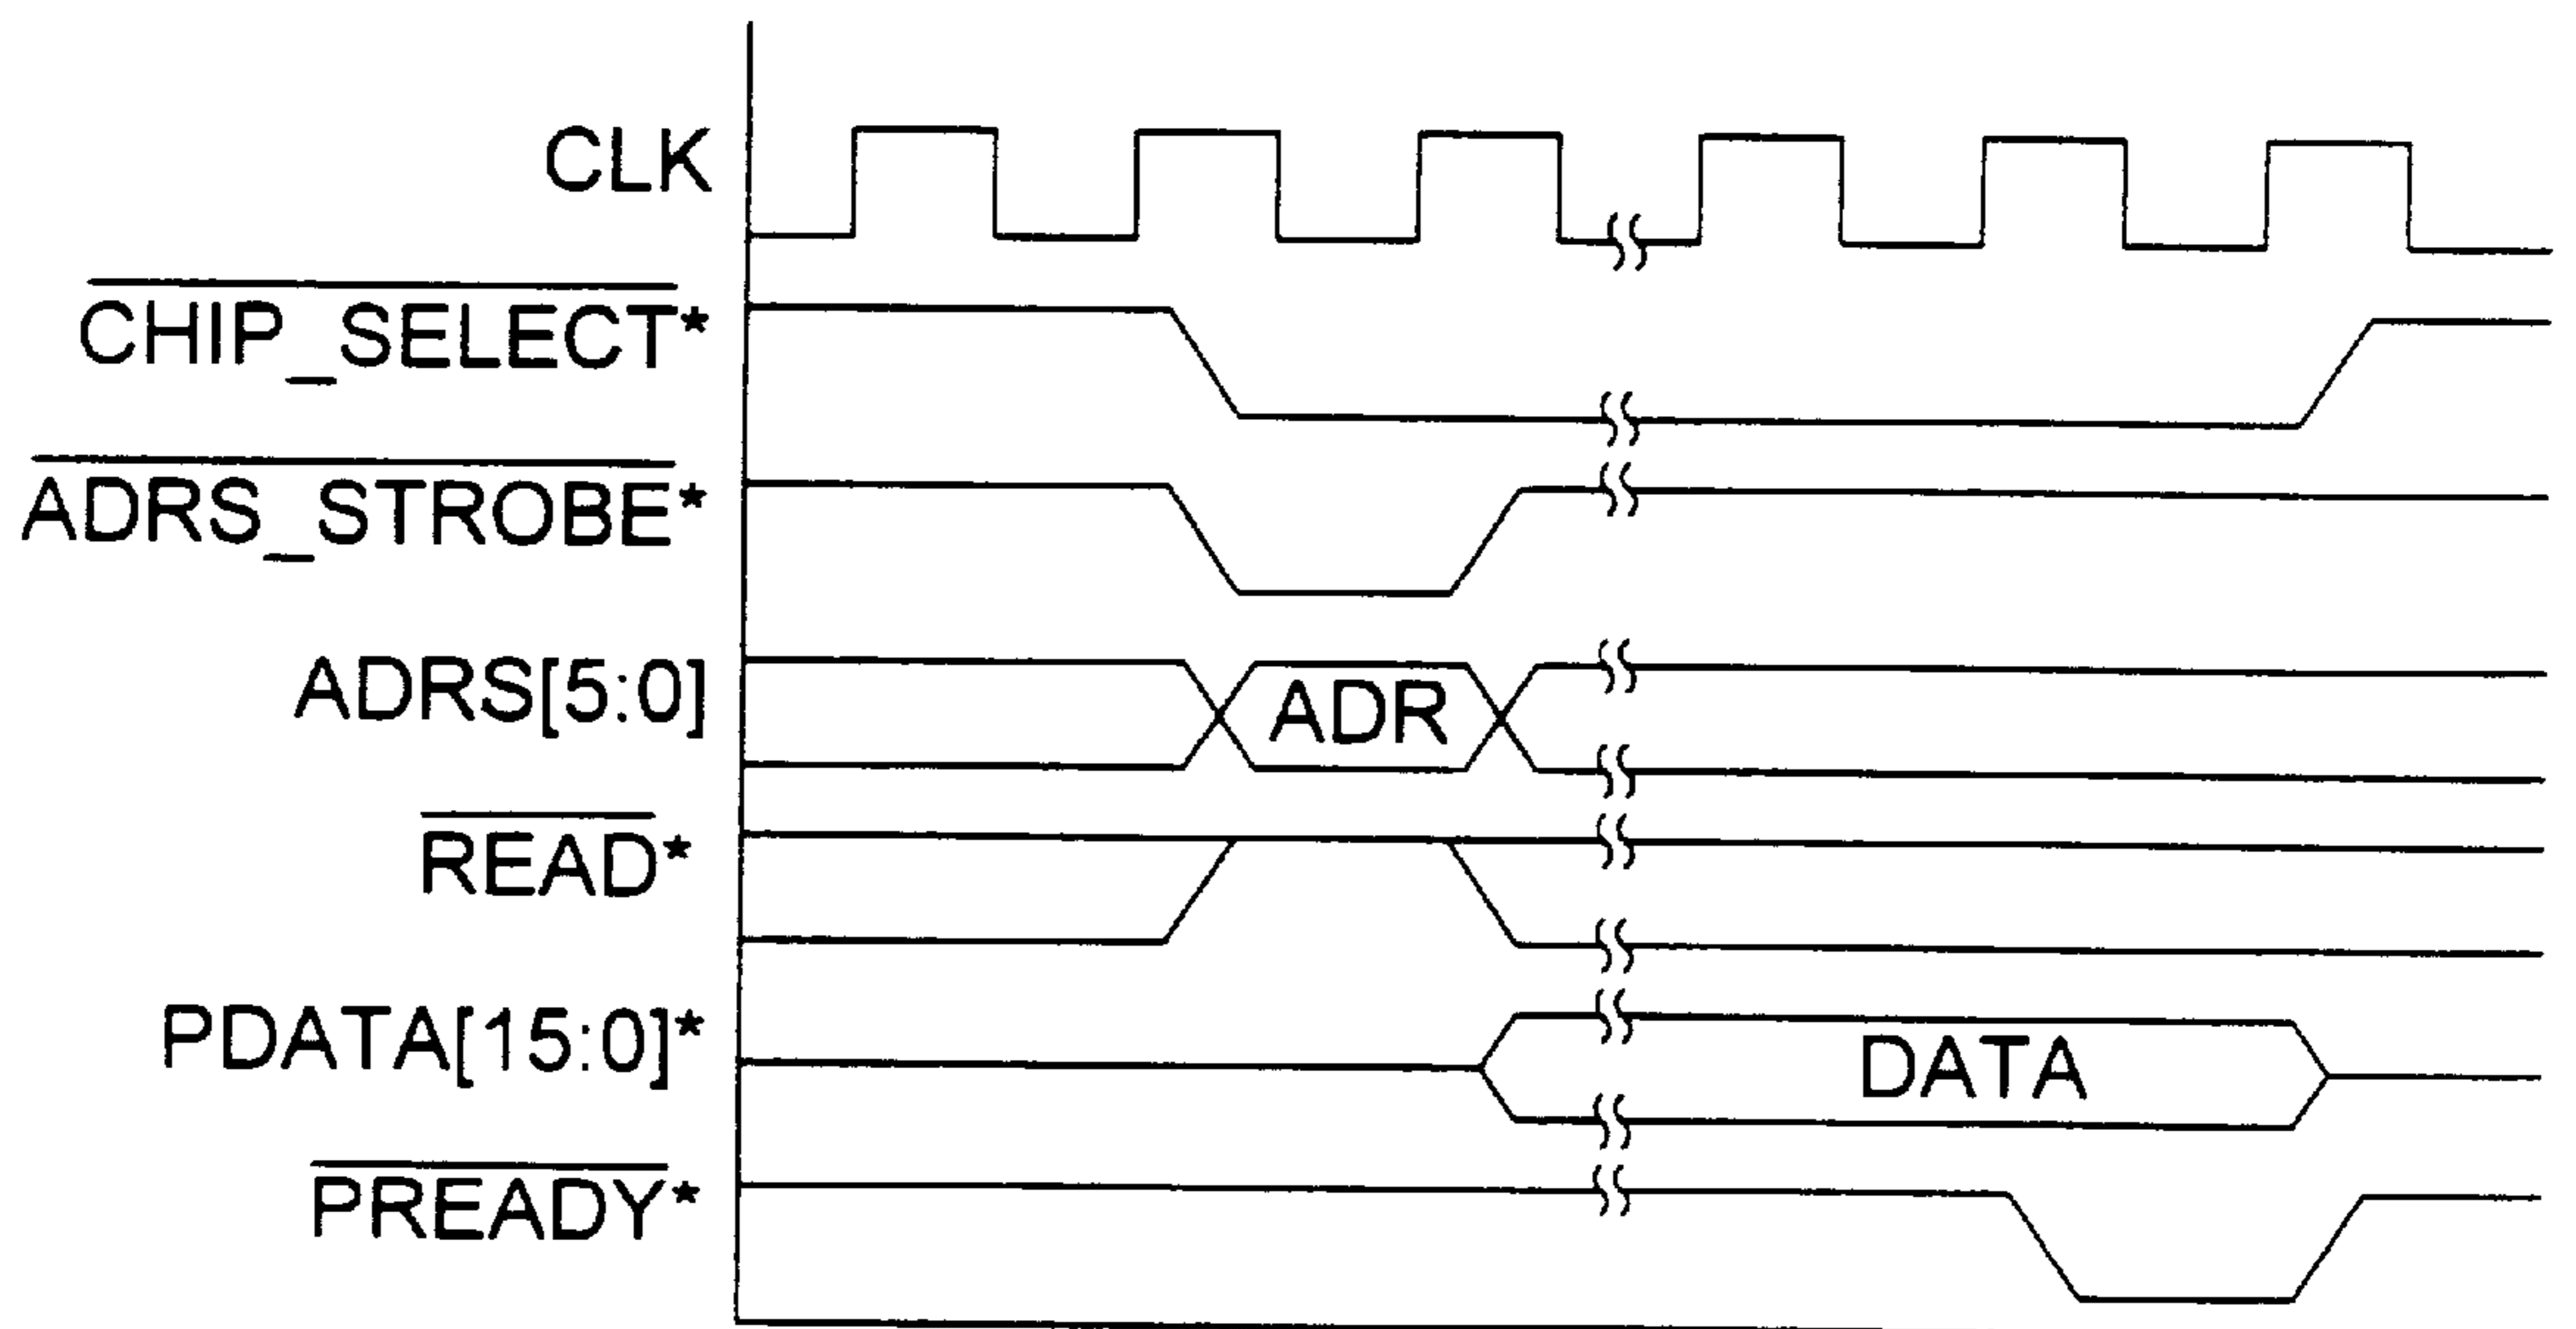 CLK
CHIP_SELECT*
ADRS_STROBE*
ADRS[5:0]
ADR
READ*
PDATA[15:0]*
DATA
PREADY*